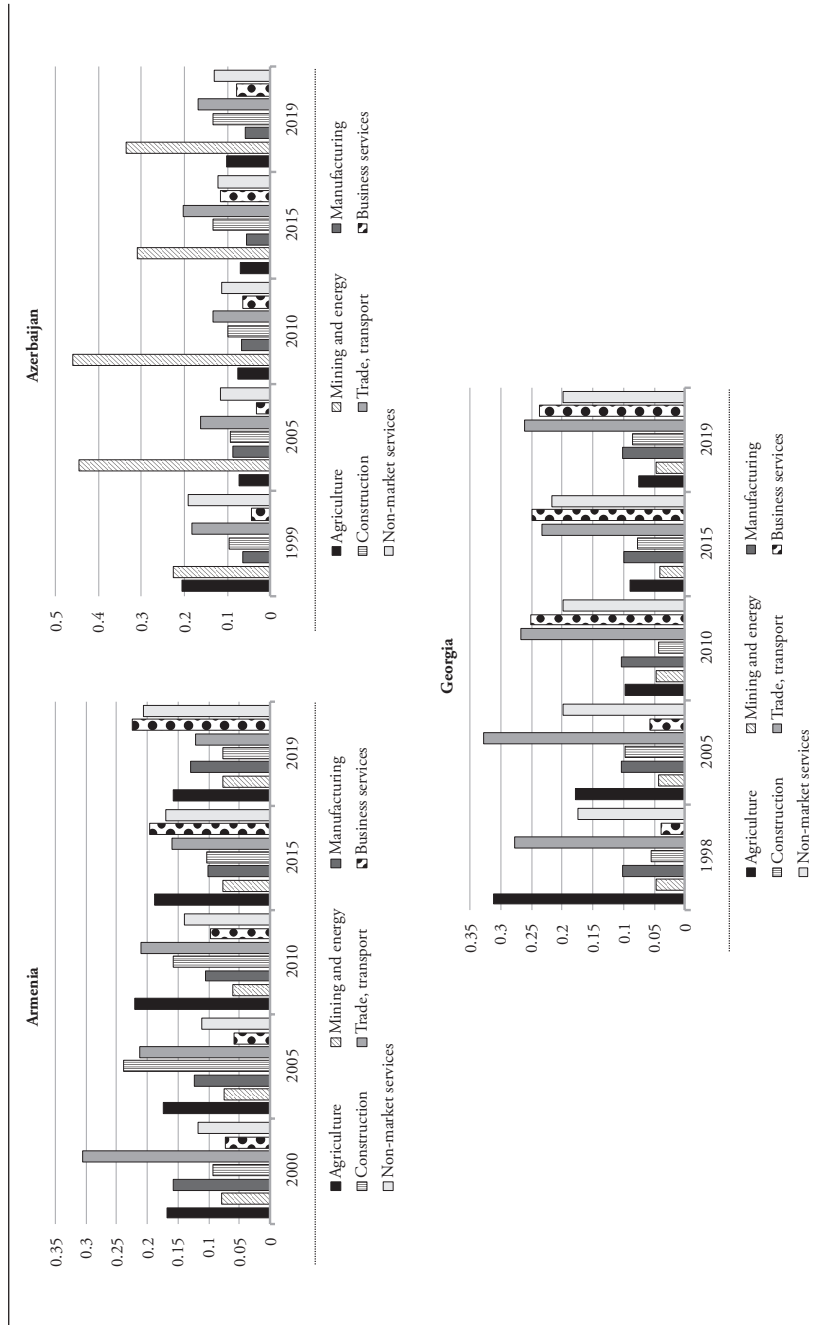 Armenia
0.35
0.3
0.25
0.2
0.15
0.1
0.05
0
2000 2005 2010 2015 2019
Agriculture Mining and energy Manufacturing
Construction Trade, transport Business services
Non-market services
Azerbaijan
0.5
0.4
0.3
0.2
0.1
0
1999 2005 2010 2015 2019
Agriculture Mining and energy Manufacturing
Construction Trade, transport Business services
Non-market services
Georgia
0.35
0.3
0.25
0.2
0.15
0.1
0.05
0
1998 2005 2010 2015 2019
Agriculture Mining and energy Manufacturing
Construction Trade, transport Business services
Non-market services